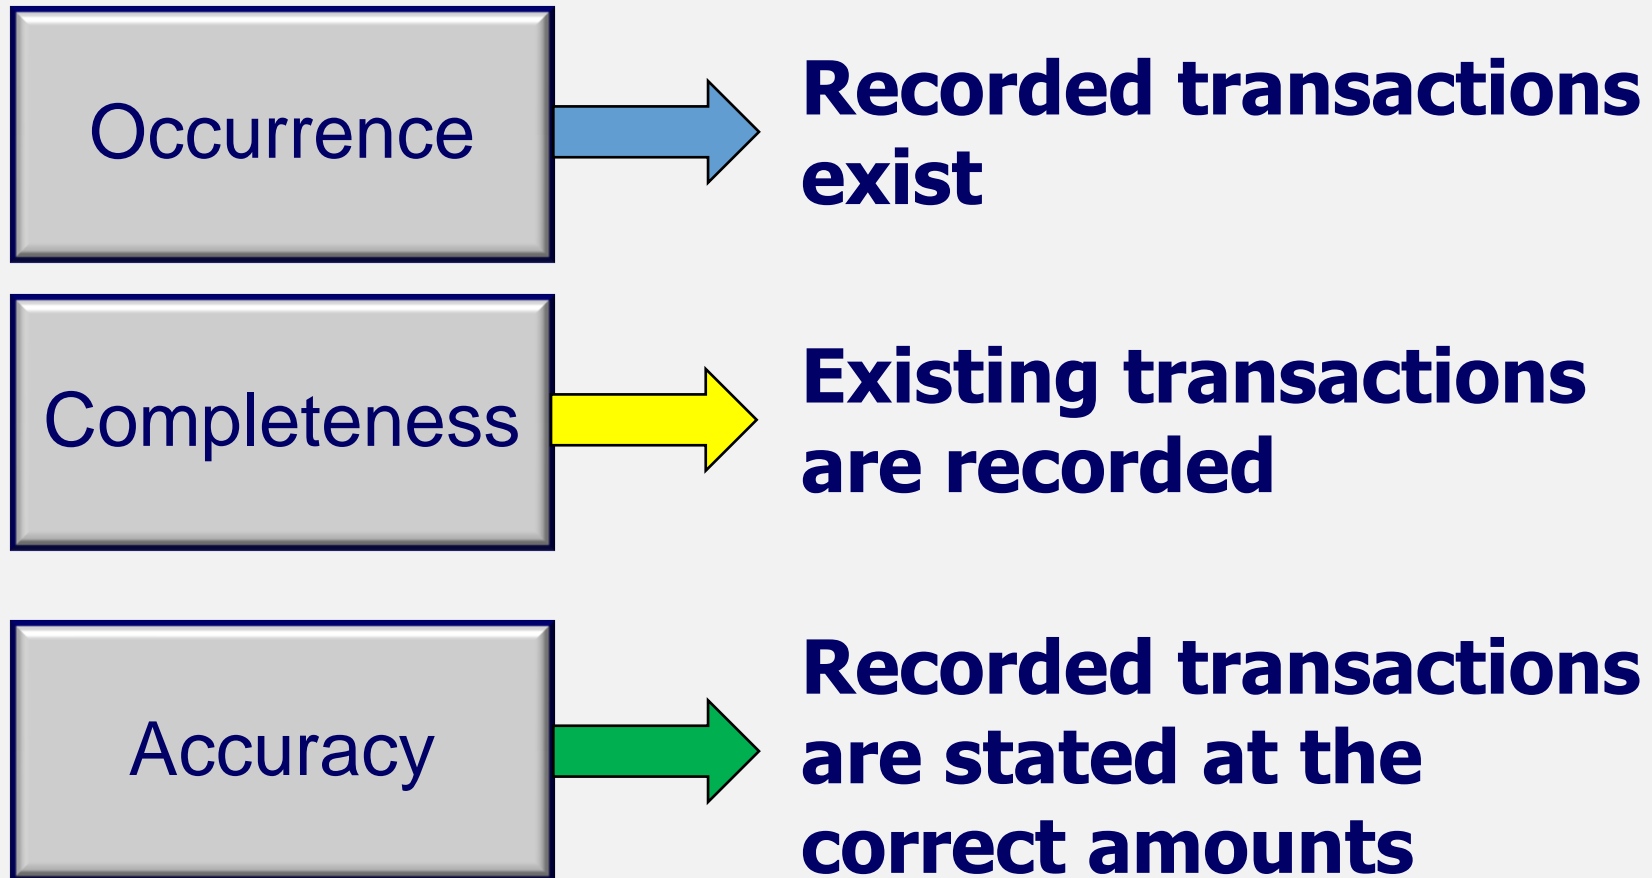 Occurrence
Recorded transactions
exist
Completeness
Existing transactions
are recorded
Accuracy
Recorded transactions
are stated at the
correct amounts